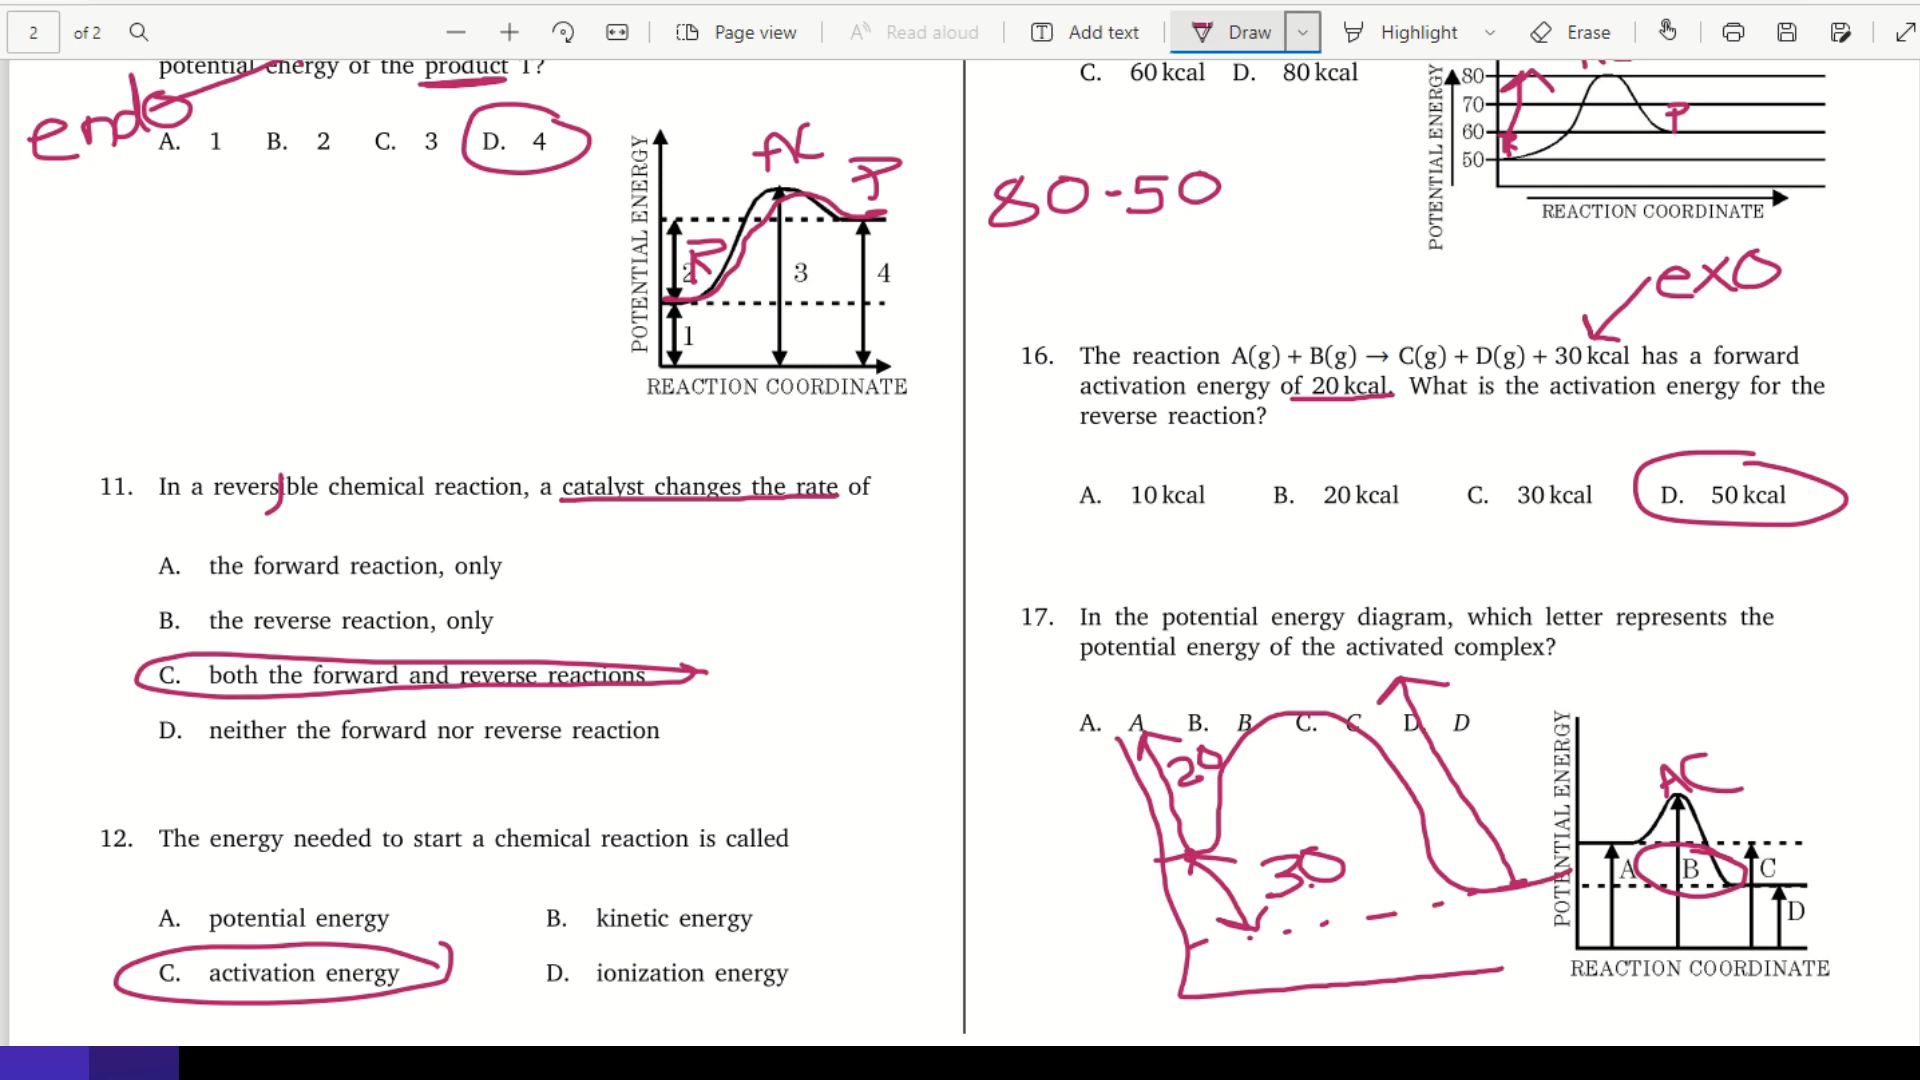 2 of 2 Page view Read aloud Add text Draw Highlight Erase
potential energy of the product 1?
endo
A. 1 B. 2 C. 3 D. 4
POTENTIAL ENERGY
AC
P
R
2
3
4
1
REACTION COORDINATE
11. In a reversible chemical reaction, a catalyst changes the rate of
A. the forward reaction, only
B. the reverse reaction, only
C. both the forward and reverse reactions
D. neither the forward nor reverse reaction
12. The energy needed to start a chemical reaction is called
A. potential energy B. kinetic energy
C. activation energy D. ionization energy
C. 60 kcal D. 80 kcal
POTENTIAL ENERGY
80
70
60
50
P
R
REACTION COORDINATE
80-50
exo
16. The reaction A(g) + B(g) → C(g) + D(g) + 30 kcal has a forward
activation energy of 20 kcal. What is the activation energy for the
reverse reaction?
A. 10 kcal B. 20 kcal C. 30 kcal D. 50 kcal
17. In the potential energy diagram, which letter represents the
potential energy of the activated complex?
A. A B. B C. C D. D
20
30
POTENTIAL ENERGY
AC
A
B
C
D
REACTION COORDINATE